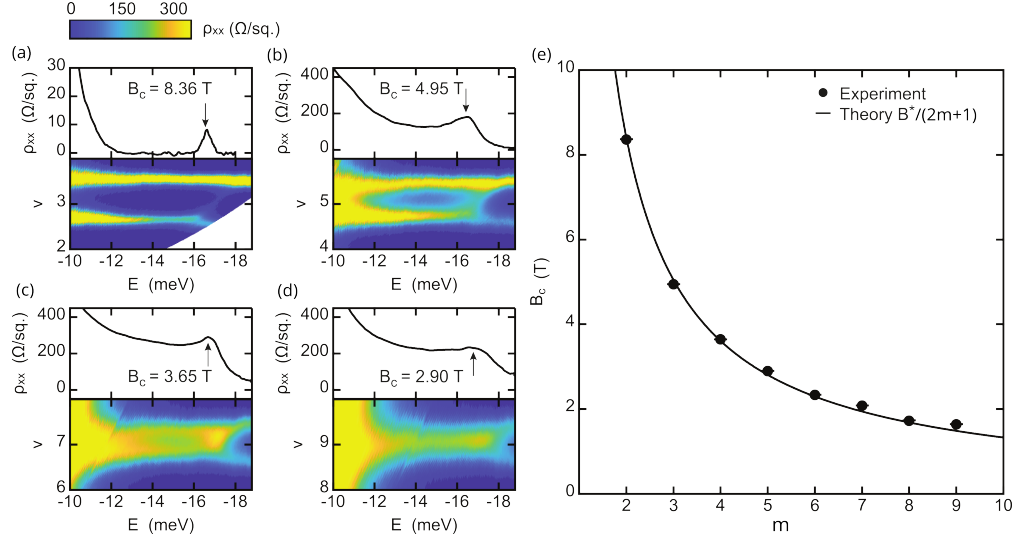 0 150 300
ρxx (Ω/sq.)
(a)
30
20
10
0
ρxx (Ω/sq.)
Bc = 8.36 T
3
2
ν
-10 -12 -14 -16 -18
E (meV)
(b)
400
200
0
ρxx (Ω/sq.)
Bc = 4.95 T
5
4
ν
-10 -12 -14 -16 -18
E (meV)
(c)
400
200
0
ρxx (Ω/sq.)
Bc = 3.65 T
7
6
ν
-10 -12 -14 -16 -18
E (meV)
(d)
400
200
0
ρxx (Ω/sq.)
Bc = 2.90 T
9
8
ν
-10 -12 -14 -16 -18
E (meV)
(e)
10
8
6
4
2
0
Bc (T)
Experiment
Theory B*/(2m+1)
2 3 4 5 6 7 8 9 10
m